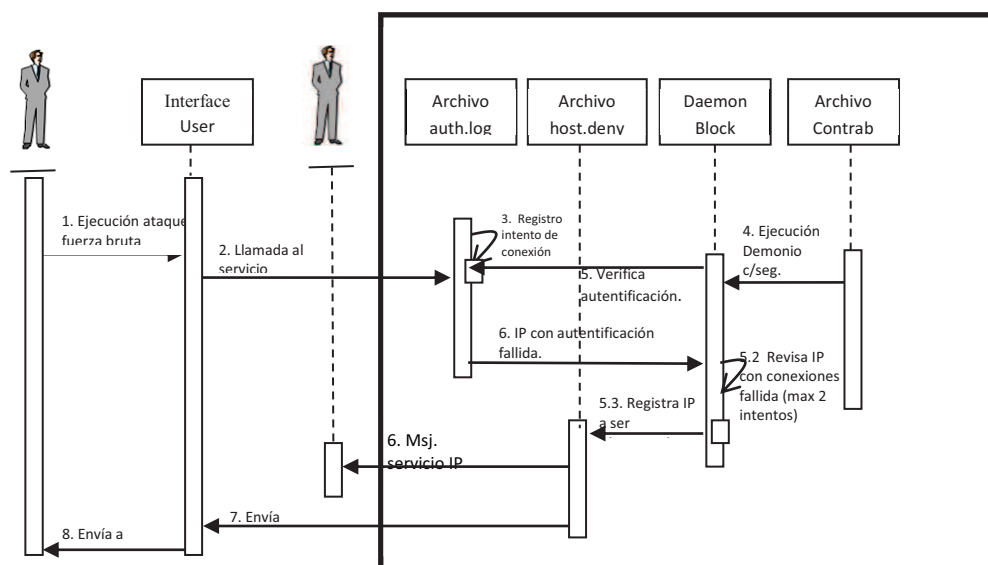 Interface
User
Archivo
auth.log
Archivo
host.deny
Daemon
Block
Archivo
Contrab
1. Ejecución ataque
fuerza bruta
2. Llamada al
servicio
3. Registro
intento de
conexión
4. Ejecución
Demonio
c/seg.
5. Verifica
autentificación.
6. IP con autentificación
fallida.
5.2 Revisa IP
con conexiones
fallida (max 2
intentos)
5.3. Registra IP
a ser
6. Msj.
servicio IP
7. Envía
8. Envía a